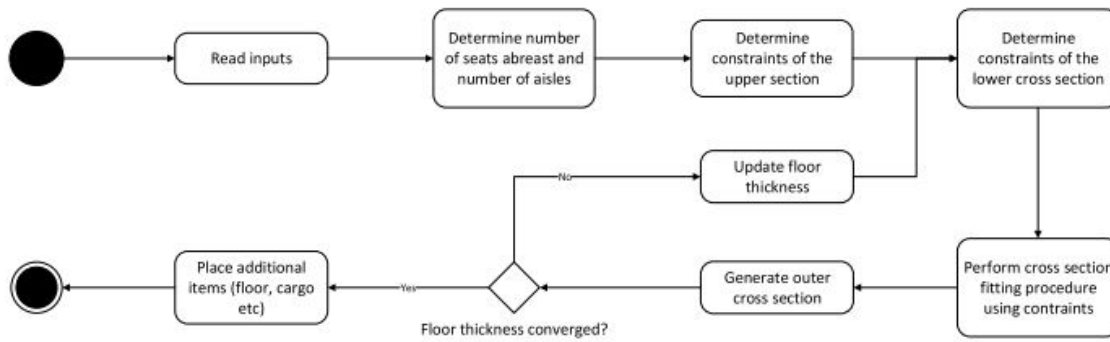 Read inputs
Determine number
of seats abreast and
number of aisles
Determine
constraints of the
upper section
Determine
constraints of the
lower cross section
No
Update floor
thickness
Place additional
items (floor, cargo
etc)
Yes
Floor thickness converged?
Generate outer
cross section
Perform cross section
fitting procedure
using contraints